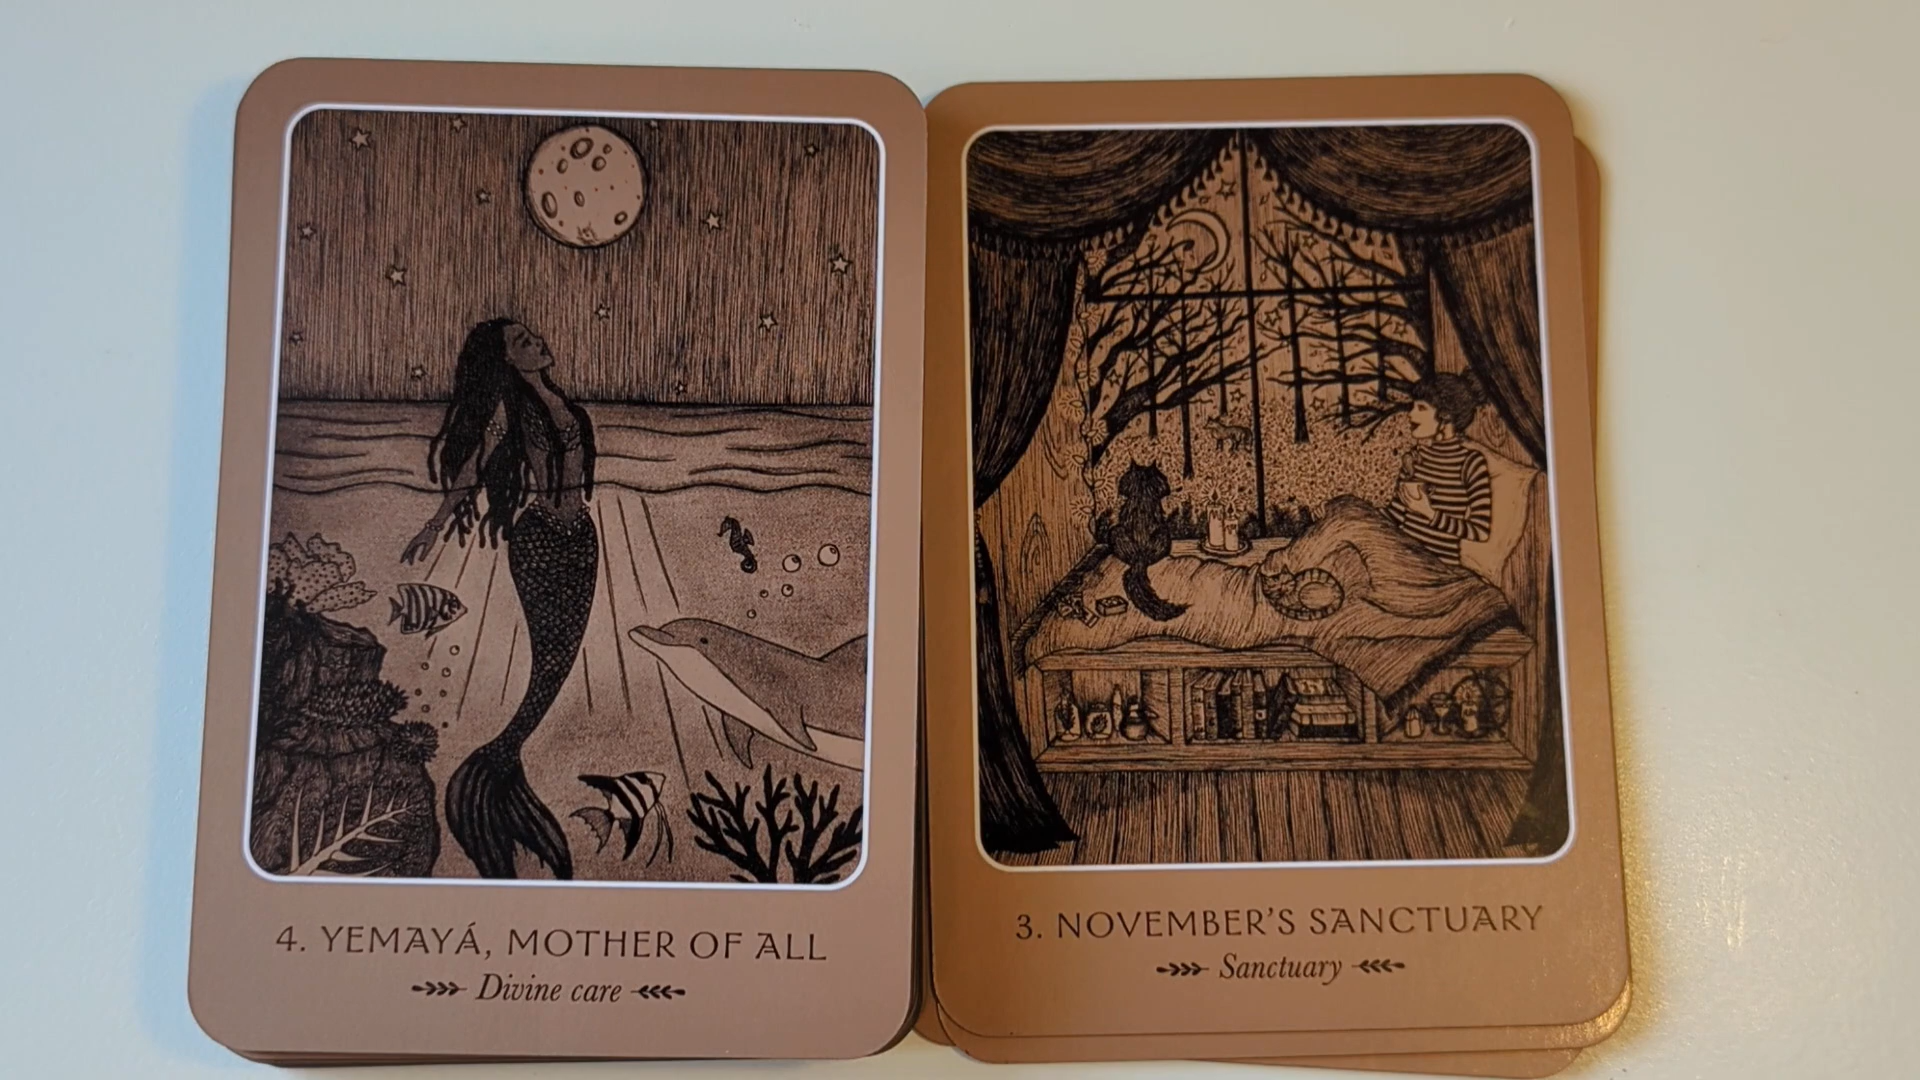 4. YEMAYÁ, MOTHER OF ALL
Divine care
3. NOVEMBER'S SANCTUARY
Sanctuary